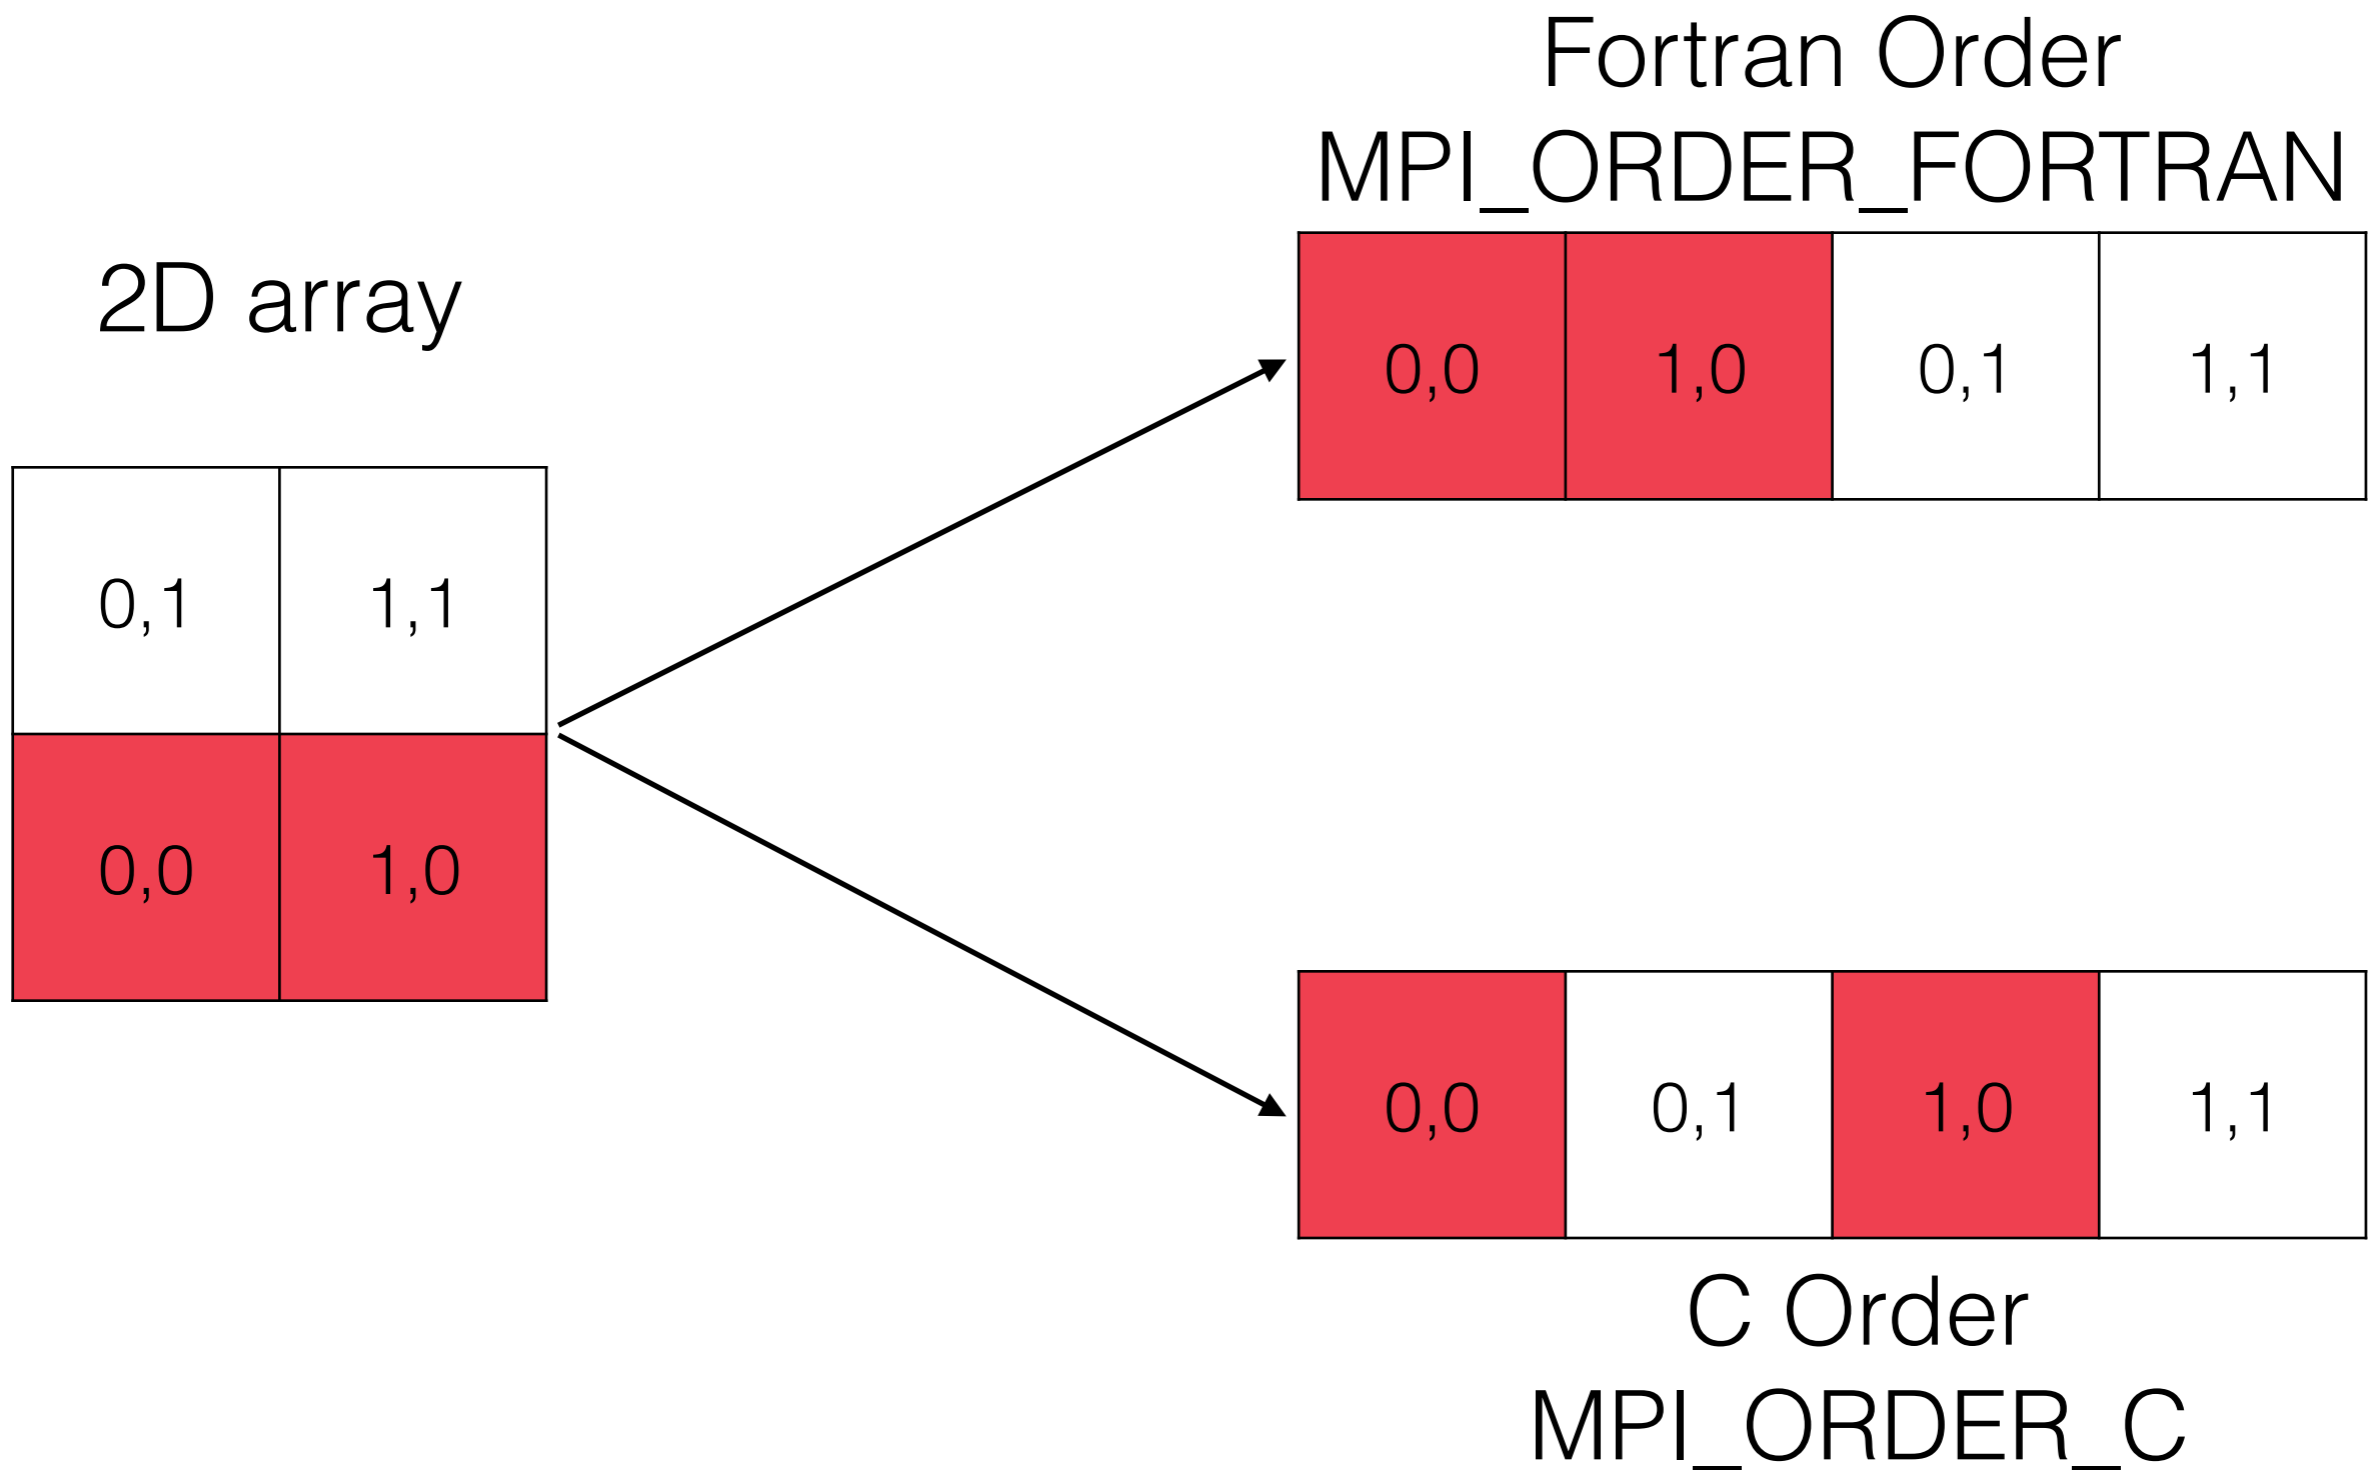 Fortran Order
MPI_ORDER_FORTRAN
2D array
0,0 1,0 0,1 1,1
0,1 1,1
0,0 1,0
0,0 0,1 1,0 1,1
C Order
MPI_ORDER_C